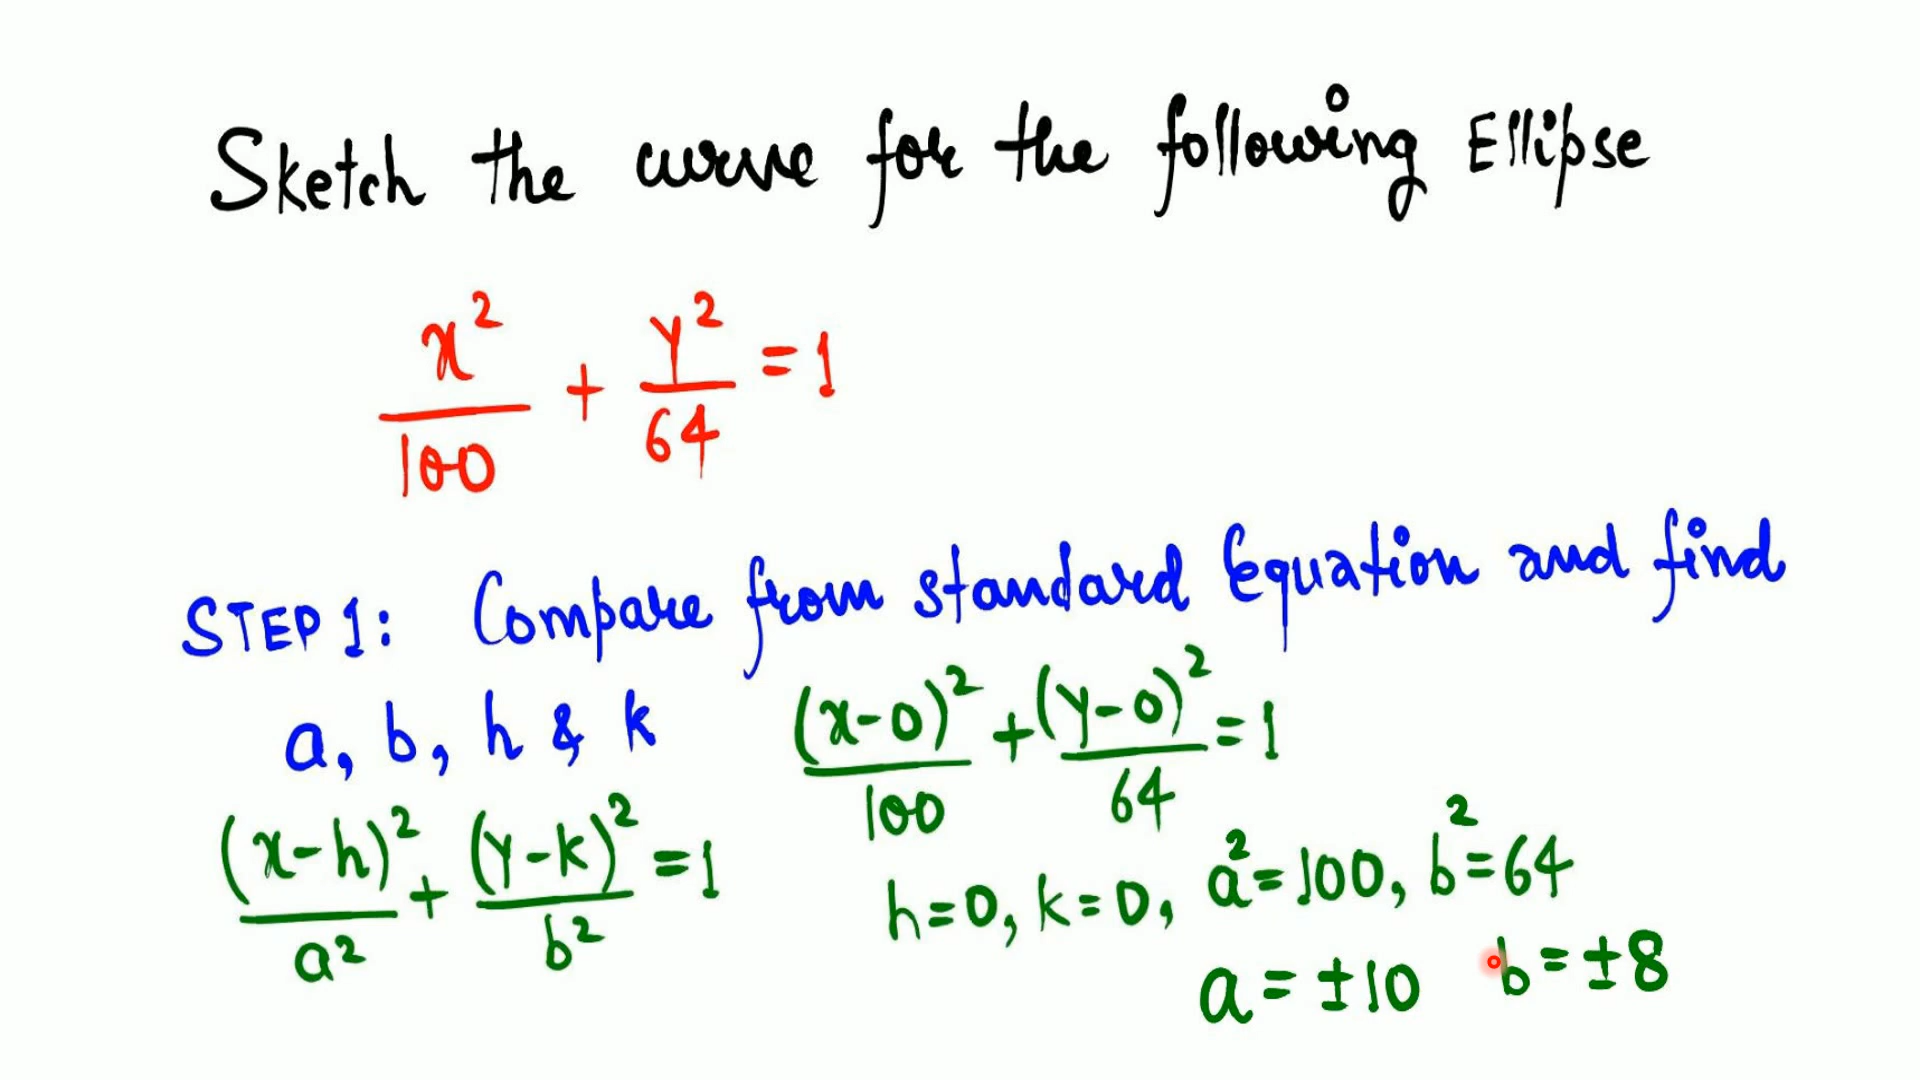 Sketch the curve for the following Ellipse
x²/100 + y²/64 = 1
STEP 1: Compare from standard Equation and find
a, b, h & k
(x-0)²/100 + (y-0)²/64 = 1
(x-h)²/a² + (y-k)²/b² = 1
h=0, k=0, a²=100, b²=64
a = ±10 b = ±8